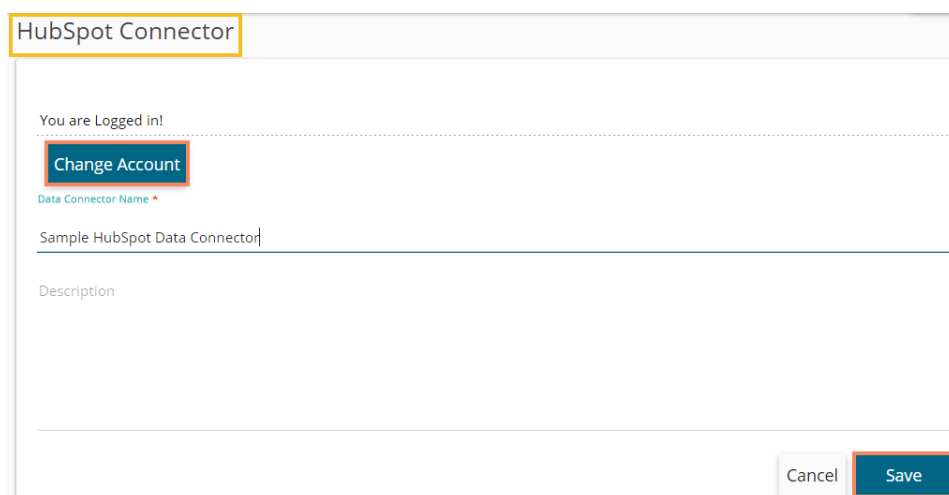 HubSpot Connector
You are Logged in!
Change Account
Data Connector Name *
Sample HubSpot Data Connector
Description
Cancel
Save